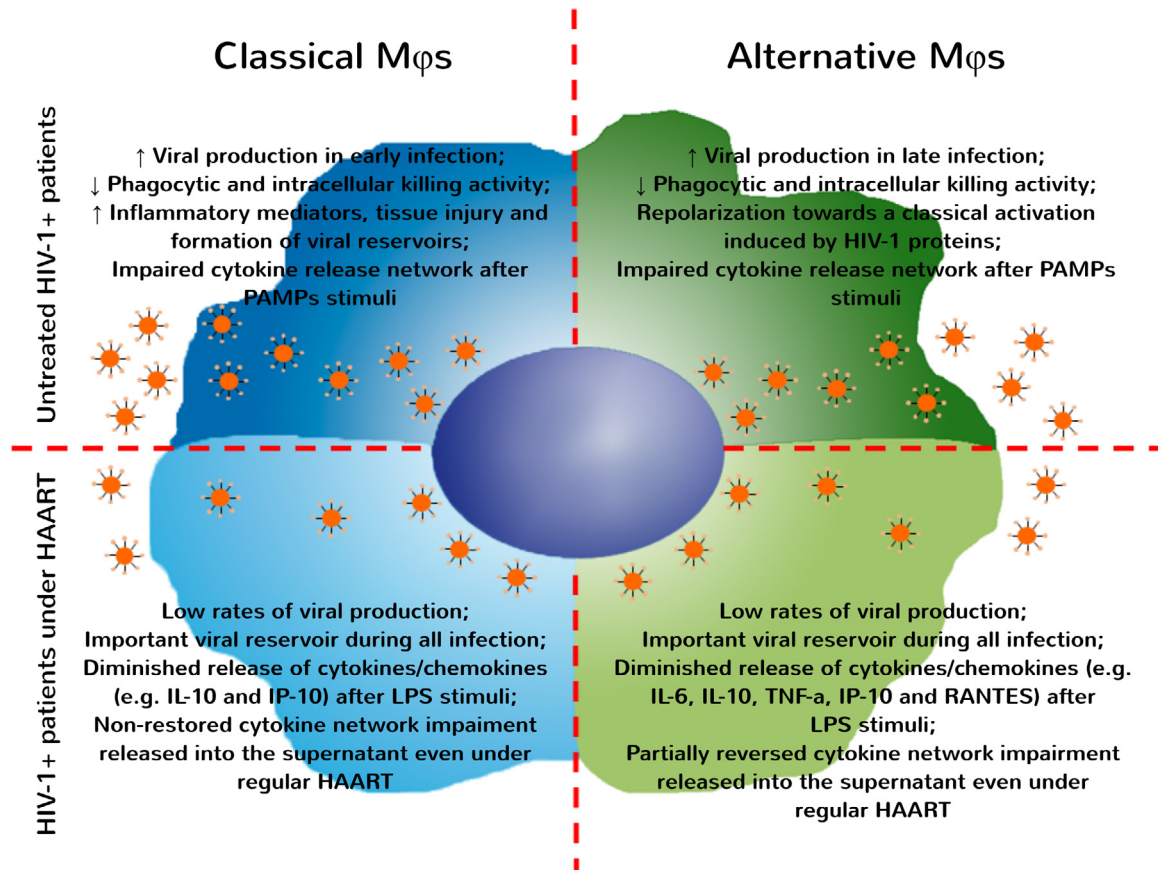 Classical Mφs
Alternative Mφs
Untreated HIV-1+ patients
↑ Viral production in early infection;
↓ Phagocytic and intracellular killing activity;
↑ Inflammatory mediators, tissue injury and
formation of viral reservoirs;
Impaired cytokine release network after
PAMPs stimuli
↑ Viral production in late infection;
↓ Phagocytic and intracellular killing activity;
Repolarization towards a classical activation
induced by HIV-1 proteins;
Impaired cytokine release network after PAMPs
stimuli
HIV-1+ patients under HAART
Low rates of viral production;
Important viral reservoir during all infection;
Diminished release of cytokines/chemokines
(e.g. IL-10 and IP-10) after LPS stimuli;
Non-restored cytokine network impaiment
released into the supernatant even under
regular HAART
Low rates of viral production;
Important viral reservoir during all infection;
Diminished release of cytokines/chemokines (e.g.
IL-6, IL-10, TNF-a, IP-10 and RANTES) after
LPS stimuli;
Partially reversed cytokine network impairment
released into the supernatant even under
regular HAART